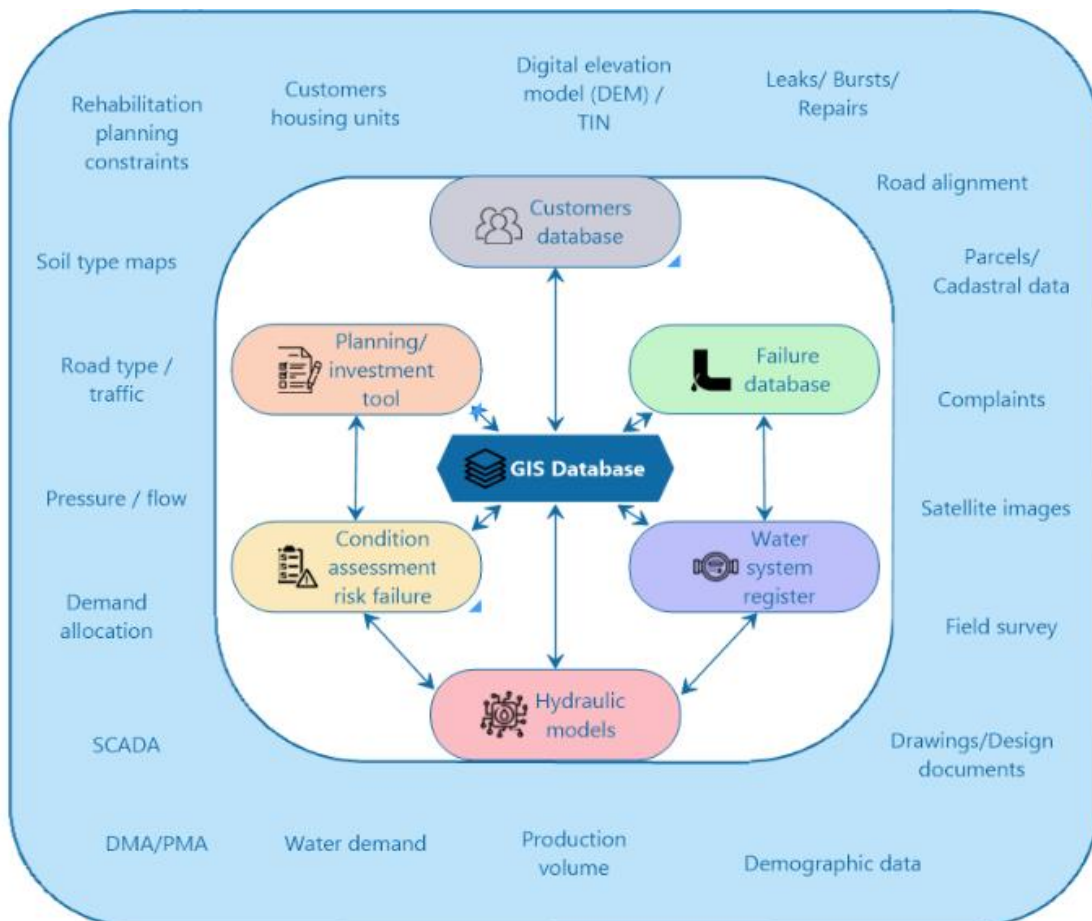 Digital elevation
model (DEM) /
TIN
Customers
housing units
Leaks/ Bursts/
Repairs
Rehabilitation
planning
constraints
Road alignment
Customers
database
Soil type maps
Parcels/
Cadastral data
Planning/
investment
tool
Failure
database
Road type /
traffic
Complaints
GIS Database
Pressure / flow
Satellite images
Condition
assessment
risk failure
Water
system
register
Demand
allocation
Field survey
Hydraulic
models
SCADA
Drawings/Design
documents
DMA/PMA
Water demand
Production
volume
Demographic data